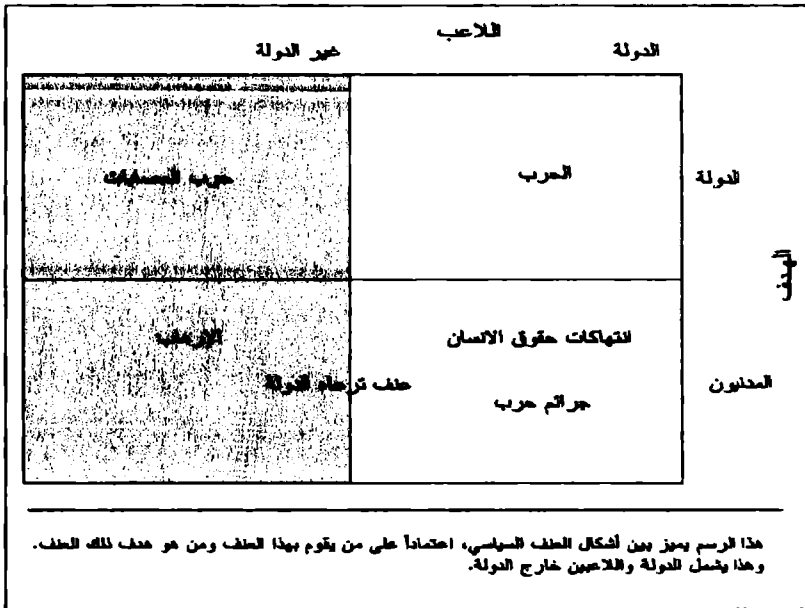 اللاعب
الدولة غير الدولة
الدولة
الحرب حرب العصابات
الهدف
انتهاكات حقوق الانسان الإرهاب
المدنيون
عنف ترعاه الدولة
جرائم حرب
هذا الرسم يميز بين أشكال العنف السياسي، اعتماداً على من يقوم بهذا العنف ومن هو هدف ذلك العنف.
وهذا يشمل الدولة واللاعبين خارج الدولة.